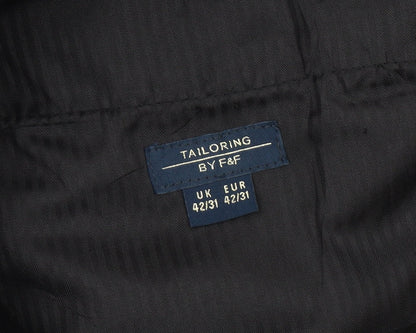 TAILORING
BY F&F
UK EUR
42/31 42/31